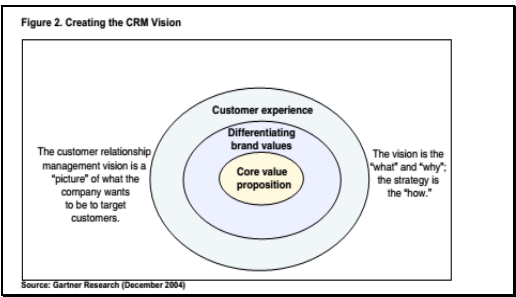 Figure 2. Creating the CRM Vision
Customer experience
Differentiating
brand values
Core value
proposition
The customer relationship
management vision is a
"picture" of what the
company wants
to be to target
customers.
The vision is the
"what" and "why";
the strategy is
the "how."
Source: Gartner Research (December 2004)